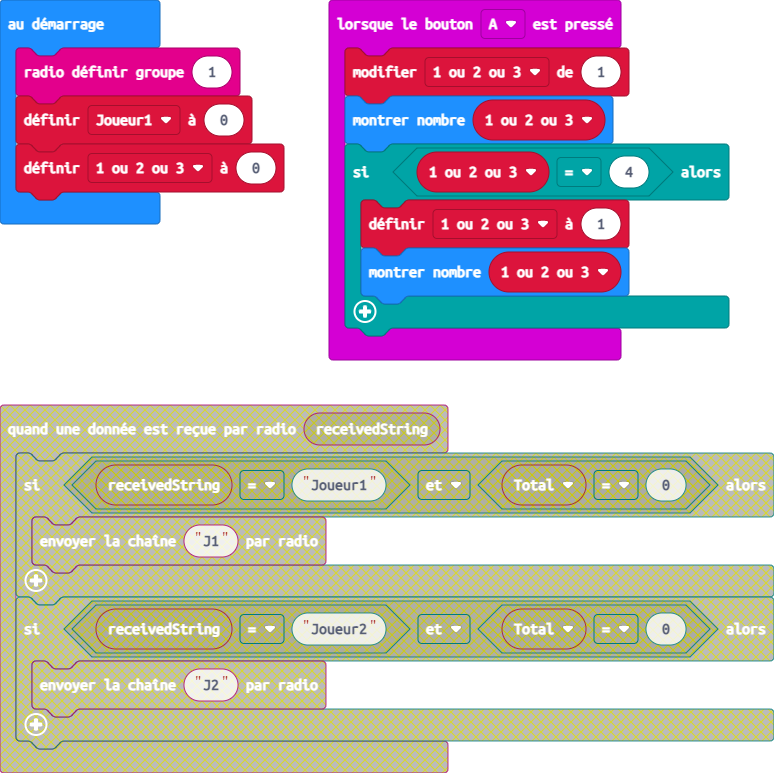 au démarrage
radio définir groupe 1
définir Joueur1 à 0
définir 1 ou 2 ou 3 à 0
lorsque le bouton A est pressé
modifier 1 ou 2 ou 3 de 1
montrer nombre 1 ou 2 ou 3
si 1 ou 2 ou 3 = 4 alors
définir 1 ou 2 ou 3 à 1
montrer nombre 1 ou 2 ou 3
quand une donnée est reçue par radio receivedString
si receivedString = "Joueur1" et Total = 0 alors
envoyer la chaîne "J1" par radio
si receivedString = "Joueur2" et Total = 0 alors
envoyer la chaîne "J2" par radio